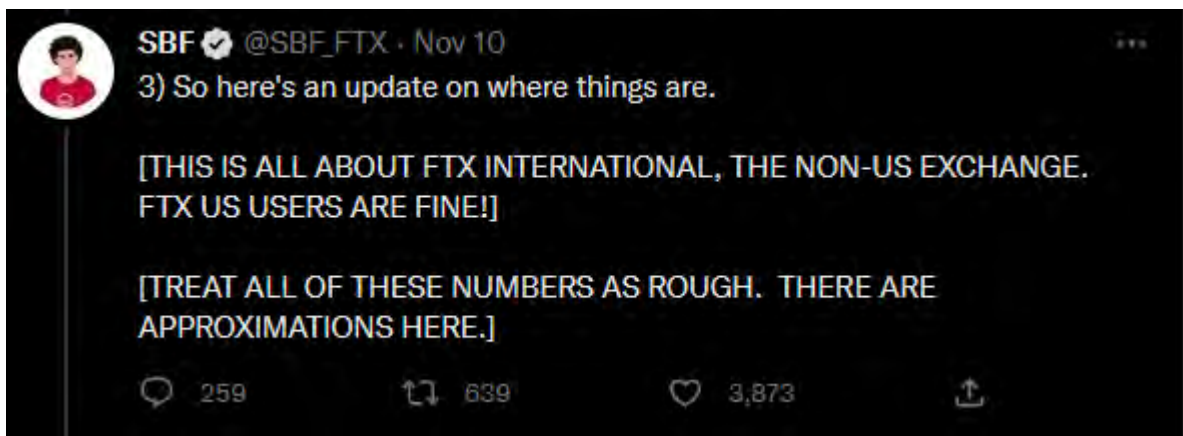 SBF @SBF_FTX · Nov 10
3) So here's an update on where things are.
[THIS IS ALL ABOUT FTX INTERNATIONAL, THE NON-US EXCHANGE.
FTX US USERS ARE FINE!]
[TREAT ALL OF THESE NUMBERS AS ROUGH.  THERE ARE
APPROXIMATIONS HERE.]
259 639 3,873